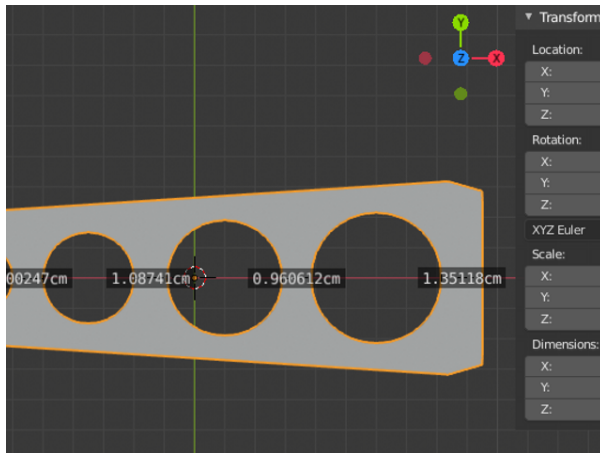 Y
Z
X
Transform
Location:
X:
Y:
Z:
Rotation:
X:
Y:
Z:
XYZ Euler
Scale:
X:
Y:
Z:
Dimensions:
X:
Y:
Z:
00247cm
1.08741cm
0.960612cm
1.35118cm